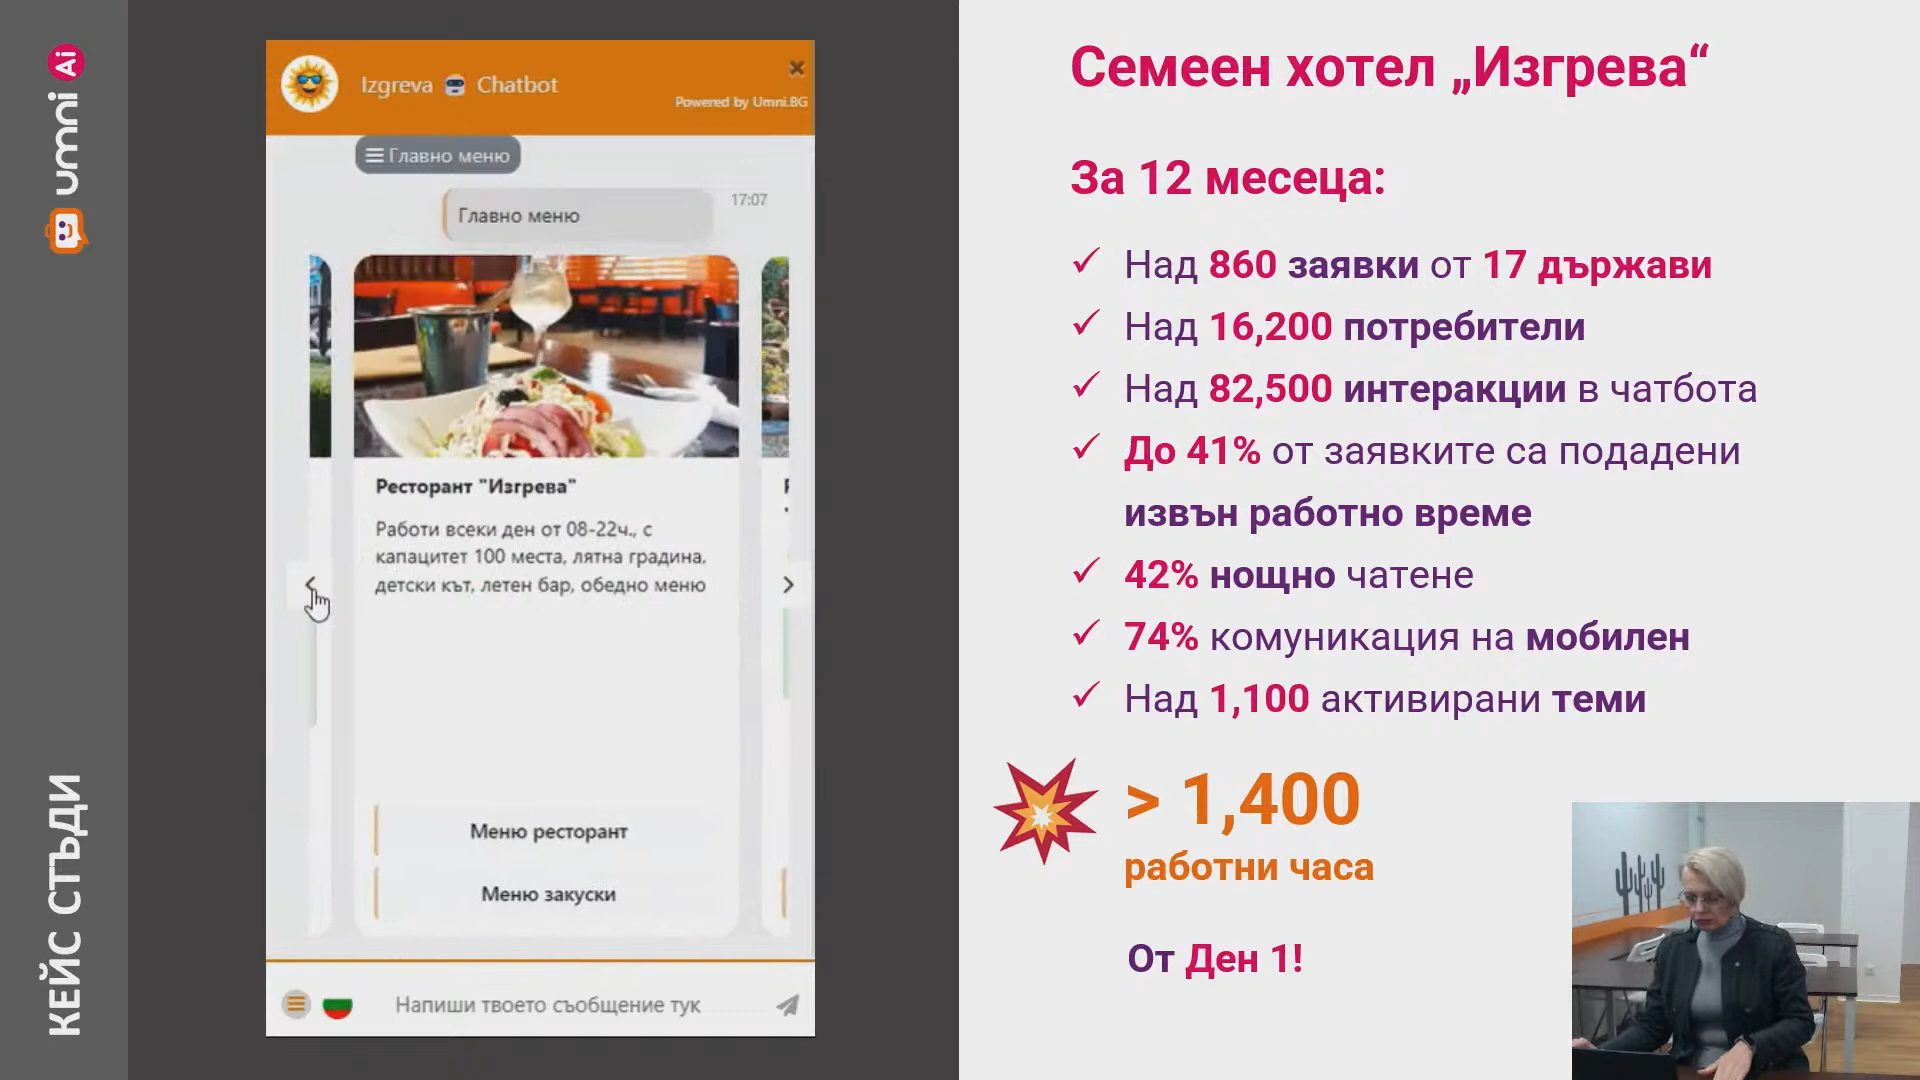 umni Ai
КЕЙС СТЪДИ
Izgreva Chatbot
Powered by Umni.BG
Главно меню
17:07
Главно меню
Ресторант "Изгрева"
Работи всеки ден от 08-22ч., с
капацитет 100 места, лятна градина,
детски кът, летен бар, обедно меню
Меню ресторант
Меню закуски
Напиши твоето съобщение тук
Семеен хотел „Изгрева“
За 12 месеца:
Над 860 заявки от 17 държави
Над 16,200 потребители
Над 82,500 интеракции в чатбота
До 41% от заявките са подадени
извън работно време
42% нощно чатене
74% комуникация на мобилен
Над 1,100 активирани теми
> 1,400
работни часа
От Ден 1!